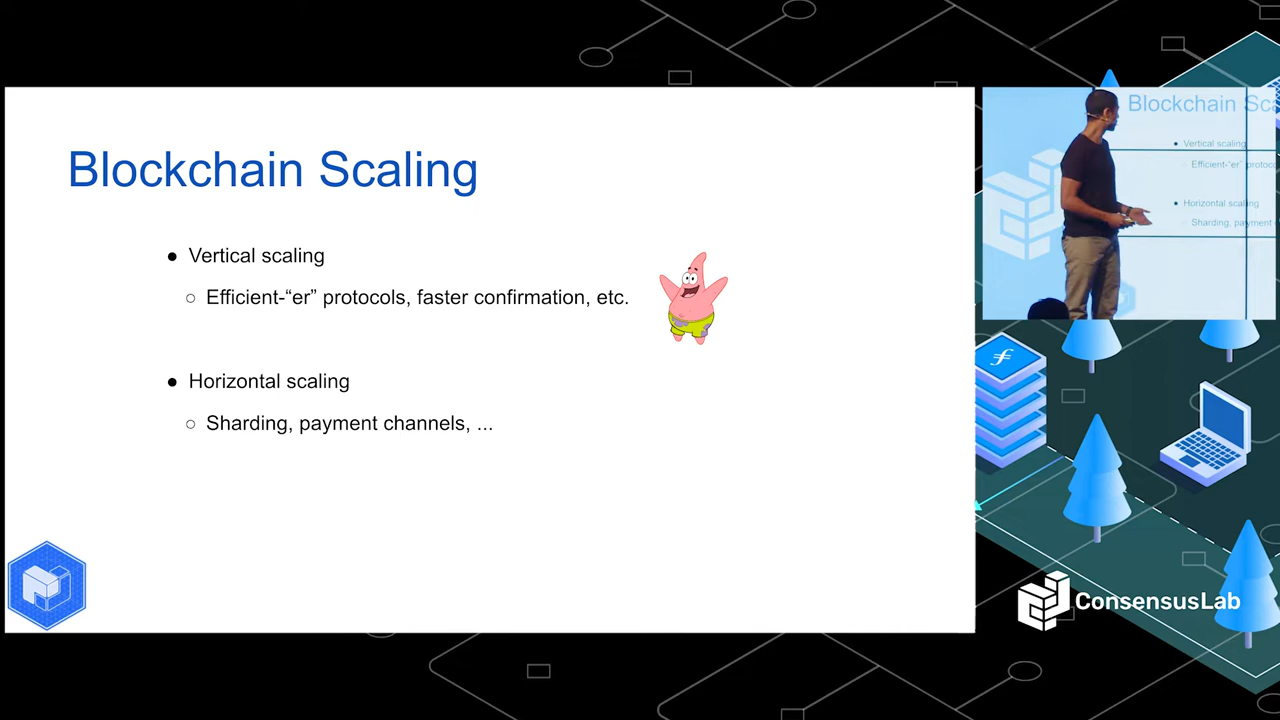 Blockchain Scaling
● Vertical scaling
○ Efficient-“er” protocols, faster confirmation, etc.
● Horizontal scaling
○ Sharding, payment channels, ...
Blockchain Sca
● Vertical scaling
Efficient-“er” protoco
● Horizontal scaling
Sharding, payment
ConsensusLab